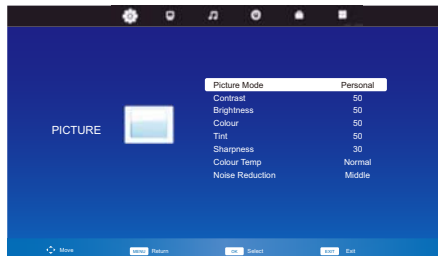 PICTURE
Picture Mode Personal
Contrast 50
Brightness 50
Colour 50
Tint 50
Sharpness 30
Colour Temp Normal
Noise Reduction Middle
Move MENU Return OK Select EXIT Exit